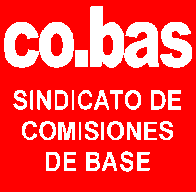 co.bas
SINDICATO DE
COMISIONES
DE BASE